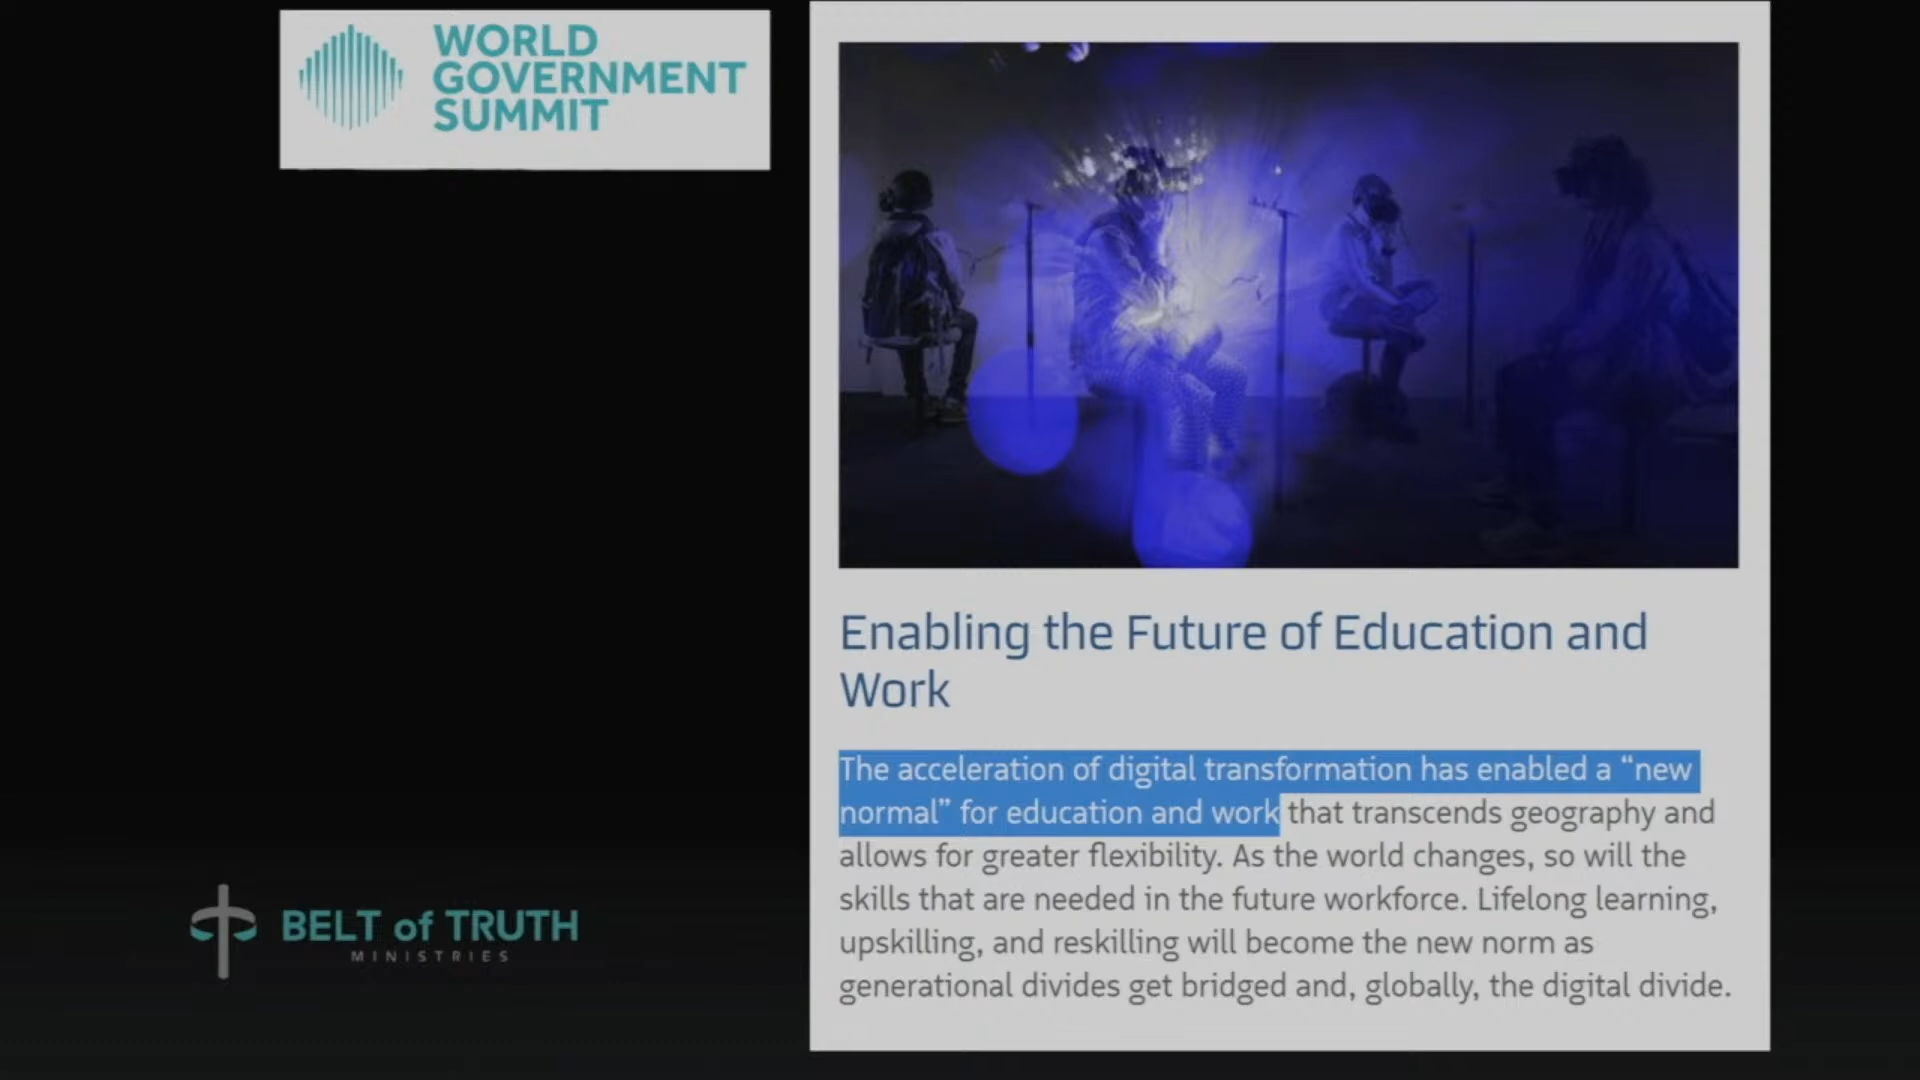 WORLD
GOVERNMENT
SUMMIT
Enabling the Future of Education and
Work
The acceleration of digital transformation has enabled a “new
normal” for education and work that transcends geography and
allows for greater flexibility. As the world changes, so will the
skills that are needed in the future workforce. Lifelong learning,
upskilling, and reskilling will become the new norm as
generational divides get bridged and, globally, the digital divide.
BELT of TRUTH
MINISTRIES